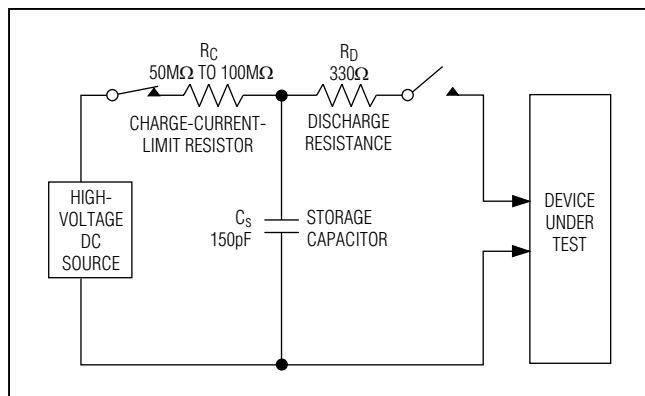 R_C
50MΩ TO 100MΩ
CHARGE-CURRENT-
LIMIT RESISTOR
R_D
330Ω
DISCHARGE
RESISTANCE
HIGH-
VOLTAGE
DC
SOURCE
C_s
150pF
STORAGE
CAPACITOR
DEVICE
UNDER
TEST